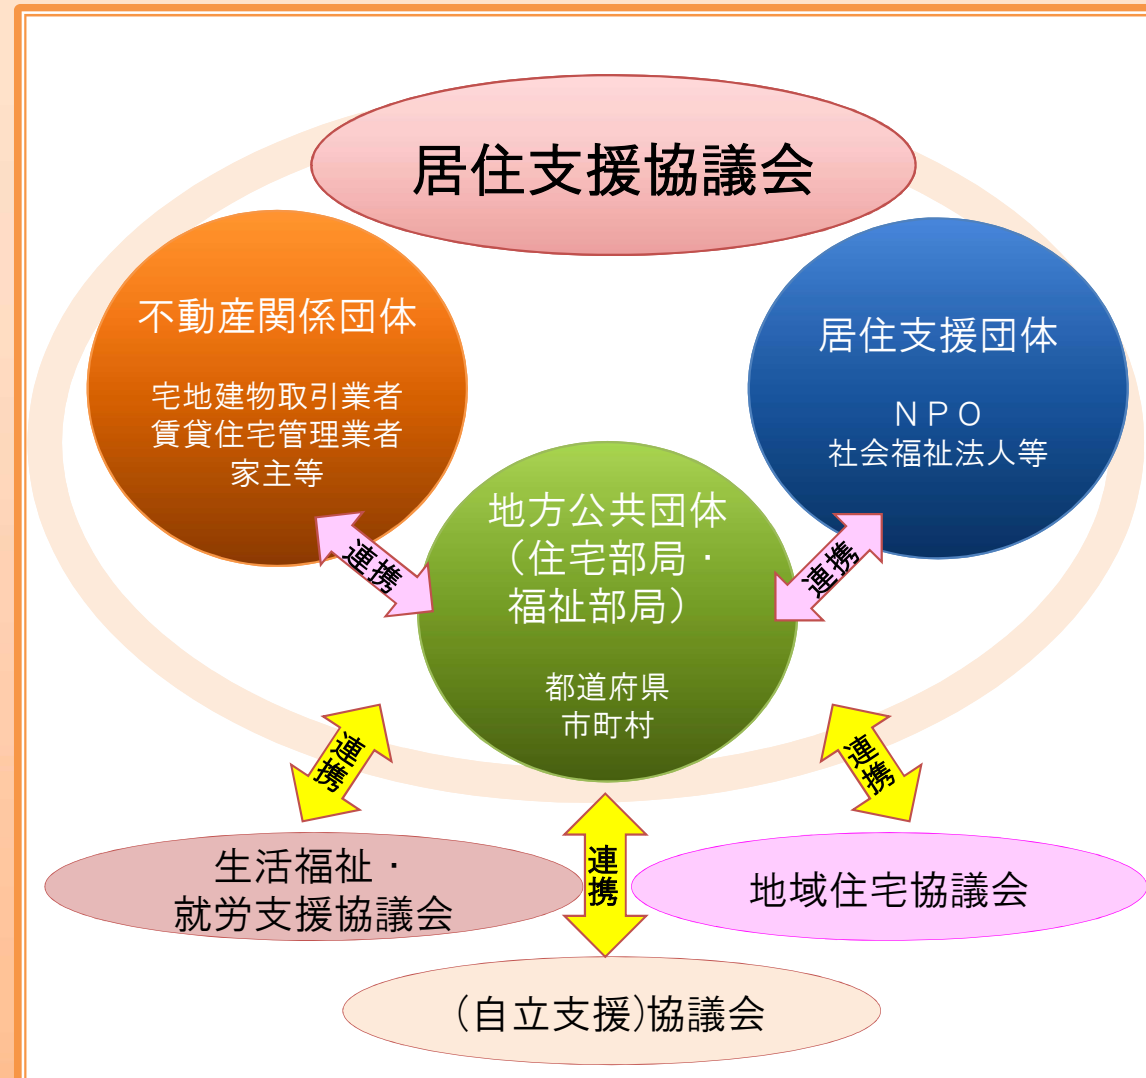 居住支援協議会
不動産関係団体
宅地建物取引業者
賃貸住宅管理業者
家主等
居住支援団体
ＮＰＯ
社会福祉法人等
地方公共団体
（住宅部局・
福祉部局）
都道府県
市町村
連携
連携
連携
連携
連携
生活福祉・
就労支援協議会
地域住宅協議会
（自立支援）協議会